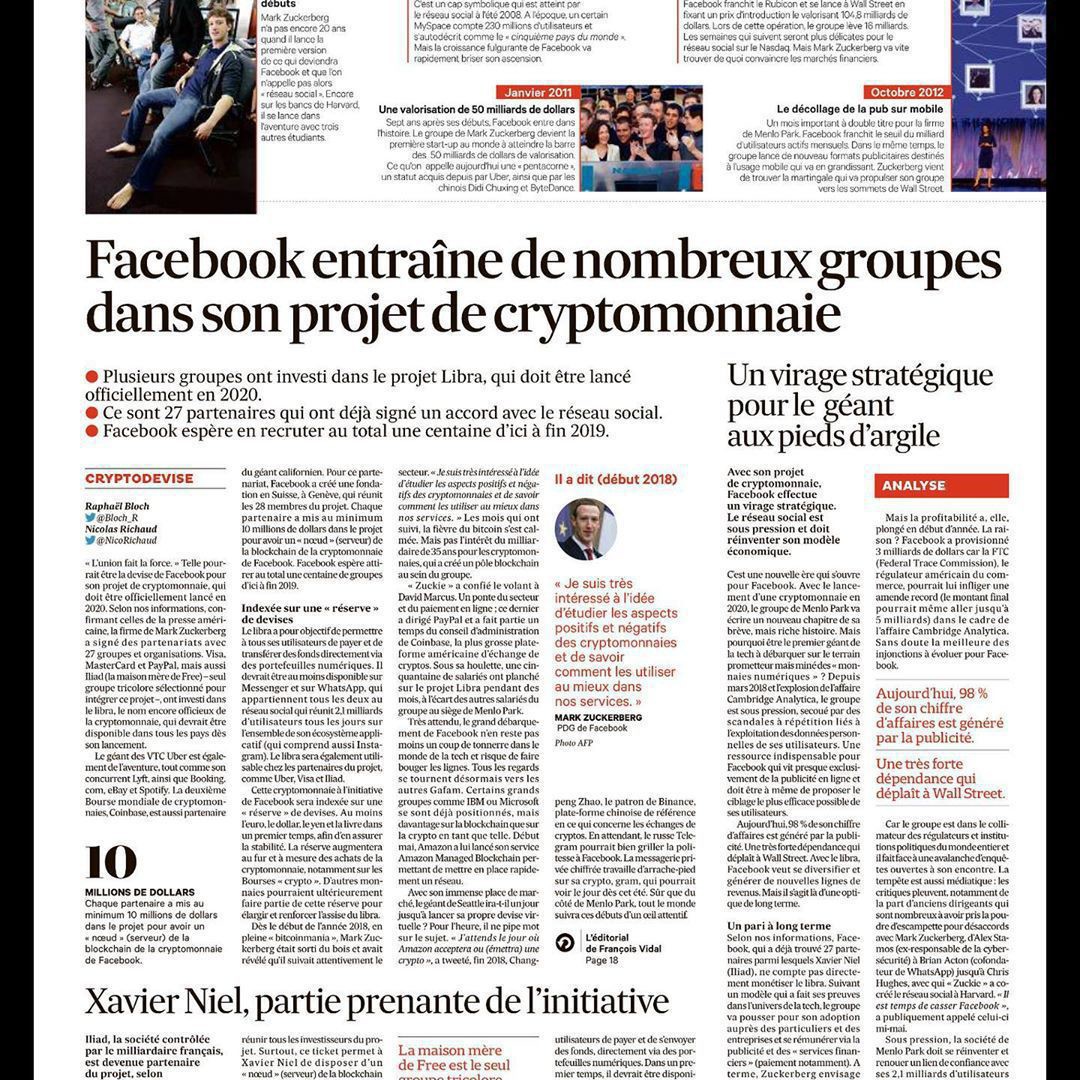 débuts
Mark Zuckerberg
n'a pas encore 20 ans
quand il lance la
première version
de ce qui deviendra
Facebook et que l'on
n'appelle pas alors
« réseau social ». Encore
sur les bancs de Harvard,
il se lance dans
l'aventure avec trois
autres étudiants.
C'est un cap symbolique qui est atteint par
le réseau social à l'été 2008. A l'époque, un certain
MySpace compte 230 millions d'utilisateurs et
s'autodécrit comme le « cinquième pays du monde ».
Mais la croissance fulgurante de Facebook va
rapidement briser son ascension.
Facebook franchit le Rubicon et se lance à Wall Street en
fixant un prix d'introduction le valorisant 104,8 milliards de
dollars. Lors de cette opération, le groupe lève 16 milliards.
Les semaines qui suivent seront plus délicates pour le
réseau social sur le Nasdaq. Mais Mark Zuckerberg va vite
trouver de quoi convaincre les marchés financiers.
Janvier 2011
Une valorisation de 50 milliards de dollars
Sept ans après ses débuts, Facebook entre dans
l'histoire. Le groupe de Mark Zuckerberg devient la
première start-up au monde à atteindre la barre
des 50 milliards de dollars de valorisation.
Ce qu'on appelle aujourd'hui une « pentacorne »,
un statut acquis depuis par Uber, ainsi que par les
chinois Didi Chuxing et ByteDance.
Octobre 2012
Le décollage de la pub sur mobile
Un mois important à double titre pour la firme
de Menlo Park. Facebook franchit le seuil du milliard
d'utilisateurs actifs mensuels. Dans le même temps, le
groupe lance de nouveau formats publicitaires destinés
à l'usage mobile qui va en grandissant. Zuckerberg vient
de trouver la martingale qui va propulser son groupe
vers les sommets de Wall Street.
Facebook entraîne de nombreux groupes
dans son projet de cryptomonnaie
● Plusieurs groupes ont investi dans le projet Libra, qui doit être lancé
officiellement en 2020.
● Ce sont 27 partenaires qui ont déjà signé un accord avec le réseau social.
● Facebook espère en recruter au total une centaine d'ici à fin 2019.
CRYPTODEVISE
Raphaël Bloch
@Bloch_R
Nicolas Richaud
@NicoRichaud
« L'union fait la force. » Telle pour-
rait être la devise de Facebook pour
son projet de cryptomonnaie, qui
doit être officiellement lancé en
2020. Selon nos informations, con-
firmant celles de la presse améri-
caine, la firme de Mark Zuckerberg
a signé des partenariats avec
27 groupes et organisations. Visa,
MasterCard et PayPal, mais aussi
Iliad (la maison mère de Free) – seul
groupe tricolore sélectionné pour
intégrer ce projet –, ont investi dans
le libra, le nom encore officieux de
la cryptomonnaie, qui devrait être
disponible dans tous les pays dès
son lancement.
Le géant des VTC Uber est égale-
ment de l'aventure, tout comme son
concurrent Lyft, ainsi que Booking.
com, eBay et Spotify. La deuxième
Bourse mondiale de cryptomon-
naies, Coinbase, est aussi partenaire
10
MILLIONS DE DOLLARS
Chaque partenaire a mis au
minimum 10 millions de dollars
dans le projet pour avoir un
« nœud » (serveur) de la
blockchain de la cryptomonnaie
de Facebook.
du géant californien. Pour ce parte-
nariat, Facebook a créé une fonda-
tion en Suisse, à Genève, qui réunit
les 28 membres du projet. Chaque
partenaire a mis au minimum
10 millions de dollars dans le projet
pour avoir un « nœud » (serveur) de
la blockchain de la cryptomonnaie
de Facebook. Facebook espère atti-
rer au total une centaine de groupes
d'ici à fin 2019.
Indexée sur une « réserve »
de devises
Le libra a pour objectif de permettre
à tous ses utilisateurs de payer et de
transférer des fonds directement via
des portefeuilles numériques. Il
devrait être au moins disponible sur
Messenger et sur WhatsApp, qui
appartiennent tous les deux au
réseau social qui réunit 2,1 milliards
d'utilisateurs tous les jours sur
l'ensemble de son écosystème appli-
catif (qui comprend aussi Insta-
gram). Le libra sera également utili-
sable chez les partenaires du projet,
comme Uber, Visa et Iliad.
Cette cryptomonnaie à l'initiative
de Facebook sera indexée sur une
« réserve » de devises. Au moins
l'euro, le dollar, le yen et la livre dans
un premier temps, afin d'en assurer
la stabilité. La réserve augmentera
au fur et à mesure des achats de la
cryptomonnaie, notamment sur les
Bourses « crypto ». D'autres mon-
naies pourraient ultérieurement
faire partie de cette réserve pour
élargir et renforcer l'assise du libra.
Dès le début de l'année 2018, en
pleine « bitcoinmania », Mark Zuc-
kerberg était sorti du bois et avait
révélé qu'il suivait attentivement le
secteur. « Je suis très intéressé à l'idée
d'étudier les aspects positifs et néga-
tifs des cryptomonnaies et de savoir
comment les utiliser au mieux dans
nos services. » Les mois qui ont
suivi, la fièvre du bitcoin s'est cal-
mée. Mais pas l'intérêt du milliar-
daire de 35 ans pour les cryptomon-
naies, qui a créé un pôle blockchain
au sein du groupe.
« Zuckie » a confié le volant à
David Marcus. Un ponte du secteur
et du paiement en ligne ; ce dernier
a dirigé PayPal et a fait partie un
temps du conseil d'administration
de Coinbase, la plus grosse plate-
forme américaine d'échange de
cryptos. Sous sa houlette, une cin-
quantaine de salariés ont planché
sur le projet Libra pendant des
mois, à l'écart des autres salariés du
groupe au siège de Menlo Park.
Très attendu, le grand débarque-
ment de Facebook n'en reste pas
moins un coup de tonnerre dans le
monde de la tech et risque de faire
bouger les lignes. Tous les regards
se tournent désormais vers les
autres Gafam. Certains grands
groupes comme IBM ou Microsoft
se sont déjà positionnés, mais
davantage sur la blockchain que sur
la crypto en tant que telle. Début
mai, Amazon a lui lancé son service
Amazon Managed Blockchain per-
mettant de mettre en place rapide-
ment un réseau.
Avec son immense place de mar-
ché, le géant de Seattle ira-t-il un jour
jusqu'à lancer sa propre devise vir-
tuelle ? Pour l'heure, il ne pipe mot
sur le sujet. « J'attends le jour où
Amazon acceptera ou (émettra) une
crypto », a tweeté, fin 2018, Chang-
Il a dit (début 2018)
« Je suis très
intéressé à l'idée
d'étudier les aspects
positifs et négatifs
des cryptomonnaies
et de savoir
comment les utiliser
au mieux dans
nos services. »
MARK ZUCKERBERG
PDG de Facebook
Photo AFP
peng Zhao, le patron de Binance,
plate-forme chinoise de référence
en ce qui concerne les échanges de
cryptos. En attendant, le russe Tele-
gram pourrait bien griller la poli-
tesse à Facebook. La messagerie pri-
vée chiffrée travaille d'arrache-pied
sur sa crypto, gram, qui pourrait
voir le jour dès cet été. Sûr que du
côté de Menlo Park, tout le monde
suivra ces débuts d'un œil attentif.
L'éditorial
de François Vidal
Page 18
Un virage stratégique
pour le géant
aux pieds d'argile
Avec son projet
de cryptomonnaie,
Facebook effectue
un virage stratégique.
Le réseau social est
sous pression et doit
réinventer son modèle
économique.
C'est une nouvelle ère qui s'ouvre
pour Facebook. Avec le lance-
ment d'une cryptomonnaie en
2020, le groupe de Menlo Park va
écrire un nouveau chapitre de sa
brève, mais riche histoire. Mais
pourquoi être le premier géant de
la tech à débarquer sur le terrain
prometteur mais miné des « mon-
naies numériques » ? Depuis
mars 2018 et l'explosion de l'affaire
Cambridge Analytica, le groupe
est sous pression, secoué par des
scandales à répétition liés à
l'exploitation des données person-
nelles de ses utilisateurs. Une
ressource indispensable pour
Facebook qui vit presque exclusi-
vement de la publicité en ligne et
doit être à même de proposer le
ciblage le plus efficace possible de
ses utilisateurs.
Aujourd'hui, 98 % de son chiffre
d'affaires est généré par la publi-
cité. Une très forte dépendance qui
déplaît à Wall Street. Avec le libra,
Facebook veut se diversifier et
générer de nouvelles lignes de
revenus. Mais il s'agit là d'une opti-
que de long terme.
Un pari à long terme
Selon nos informations, Face-
book, qui a déjà trouvé 27 parte-
naires parmi lesquels Xavier Niel
(Iliad), ne compte pas directe-
ment monétiser le libra. Suivant
un modèle qui a fait ses preuves
dans l'univers de la tech, le groupe
va pousser pour son adoption
auprès des particuliers et des
entreprises et se rémunérer via la
publicité et des « services finan-
ciers » (paiement notamment). A
terme, Zuckerberg envisage
ANALYSE
Mais la profitabilité a, elle,
plongé en début d'année. La rai-
son ? Facebook a provisionné
3 milliards de dollars car la FTC
(Federal Trace Commission), le
régulateur américain du com-
merce, pourrait lui infliger une
amende record (le montant final
pourrait même aller jusqu'à
5 milliards) dans le cadre de
l'affaire Cambridge Analytica.
Sans doute la meilleure des
injonctions à évoluer pour Face-
book.
Aujourd'hui, 98 %
de son chiffre
d'affaires est généré
par la publicité.
Une très forte
dépendance qui
déplaît à Wall Street.
Car le groupe est dans le colli-
mateur des régulateurs et institu-
tions politiques du monde entier et
il fait face à une avalanche d'enquê-
tes ouvertes à son encontre. La
tempête est aussi médiatique : les
critiques pleuvent, notamment de
la part d'anciens dirigeants qui
sont nombreux à avoir pris la pou-
dre d'escampette pour désaccords
avec Mark Zuckerberg, d'Alex Sta-
mos (ex-responsable de la cyber-
sécurité) à Brian Acton (cofonda-
teur de WhatsApp) jusqu'à Chris
Hughes, avec qui « Zuckie » a co-
créé le réseau social à Harvard. « Il
est temps de casser Facebook »,
a publiquement appelé celui-ci
mi-mai.
Sous pression, la société de
Menlo Park doit se réinventer et
renouer un lien de confiance avec
ses 2,1 milliards d'utilisateurs
Xavier Niel, partie prenante de l'initiative
Iliad, la société contrôlée
par le milliardaire français,
est devenue partenaire
du projet, selon
réunir tous les investisseurs du pro-
jet. Surtout, ce ticket permet à
Xavier Niel de disposer d'un
« nœud » (serveur) de la blockchain
La maison mère
de Free est le seul
groupe tricolore
utilisateurs de payer et de s'envoyer
des fonds, directement via des por-
tefeuilles numériques. Dans un pre-
mier temps, il devrait être disponi-